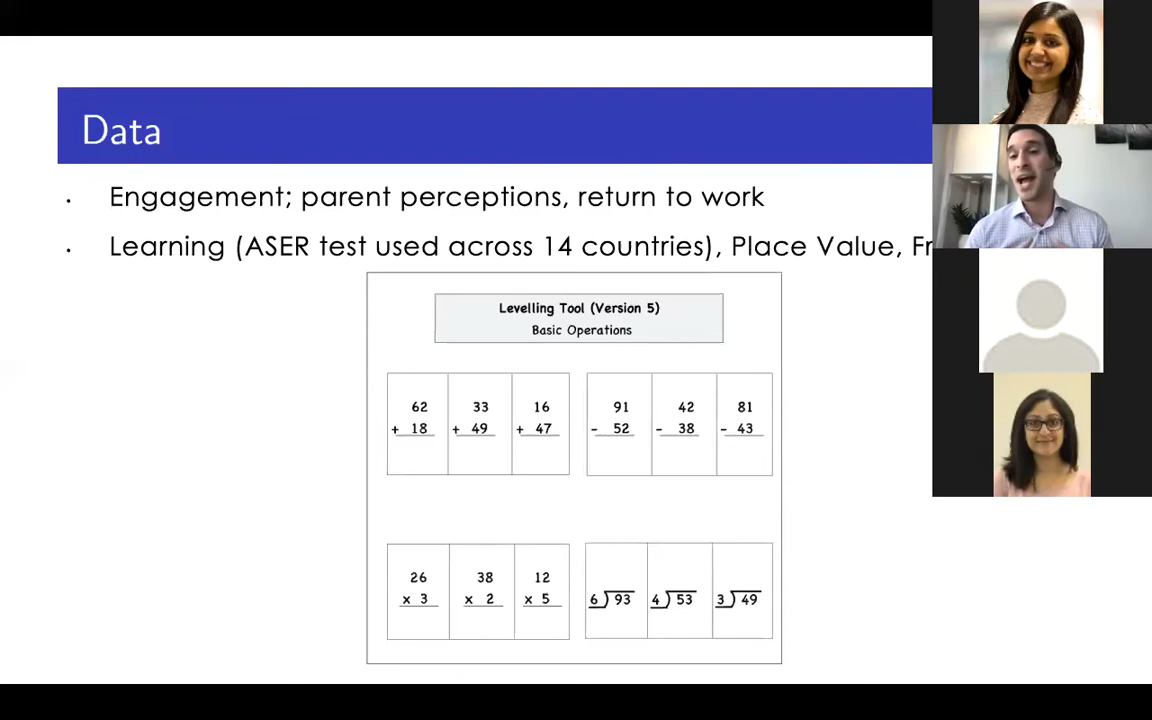 Data
Engagement; parent perceptions, return to work
Learning (ASER test used across 14 countries), Place Value,
Levelling Tool (Version 5)
Basic Operations
62 33 16 91 42 81
+ 18 + 49 + 47 - 52 - 38 - 43
26 38 12
x 3 x 2 x 5 6)93 4)53 3)49